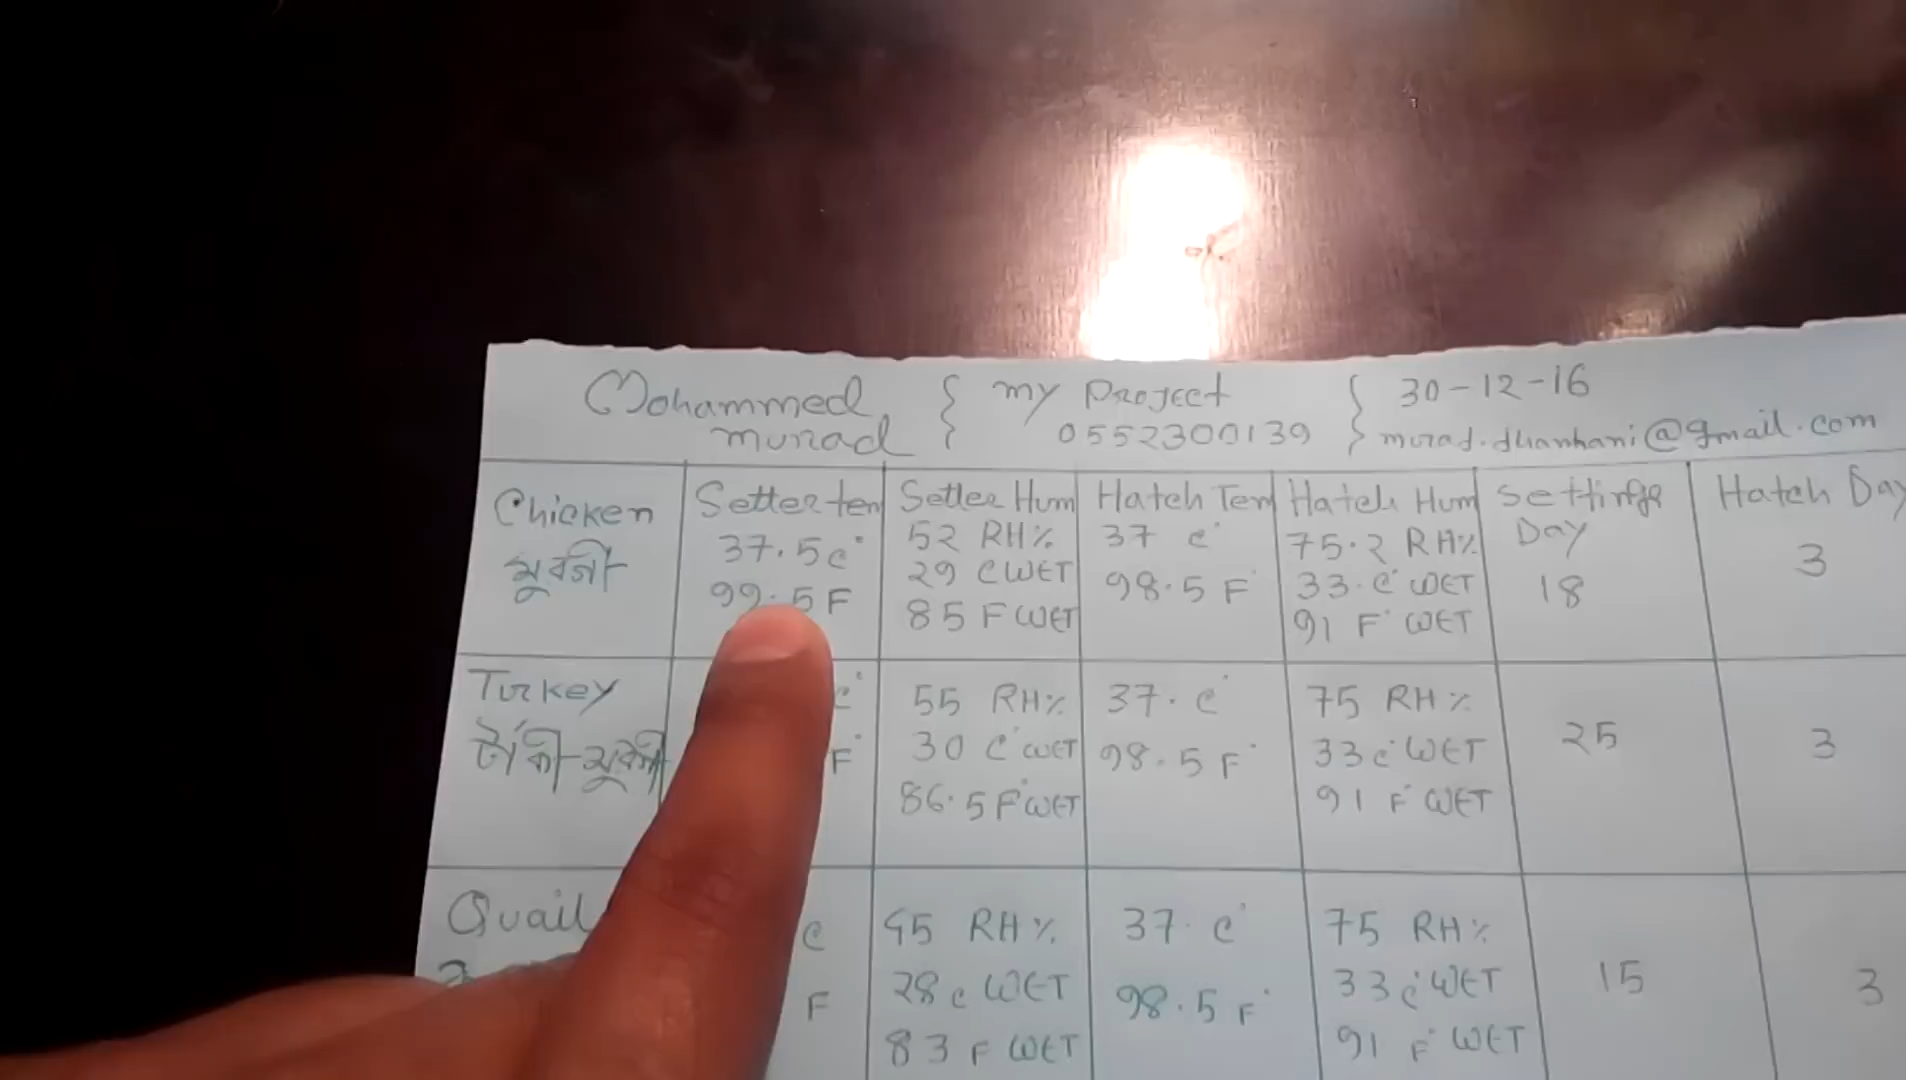 Mohammed murad { my Project 0552300139 } 30-12-16 murad.dhanhani@gmail.com
Chicken মুরগী
Setter tem
37.5 c°
99.5 F
Setter Hum
52 RH%
29 C WET
85 F WET
Hatch Tem
37 c°
98.5 F°
Hatch Hum
75.2 RH%
33.c° WET
91 F° WET
Settings Day
18
Hatch Day
3
Turkey
টার্কী মুরগী
c°
F°
55 RH%
30 c° WET
86.5 F° WET
37.c°
98.5 F°
75 RH%
33 c° WET
91 F° WET
25
3
Quail
C
F
45 RH%
28 c WET
83 F WET
37 c°
98.5 F°
75 RH%
33 c° WET
91 F° WET
15
3